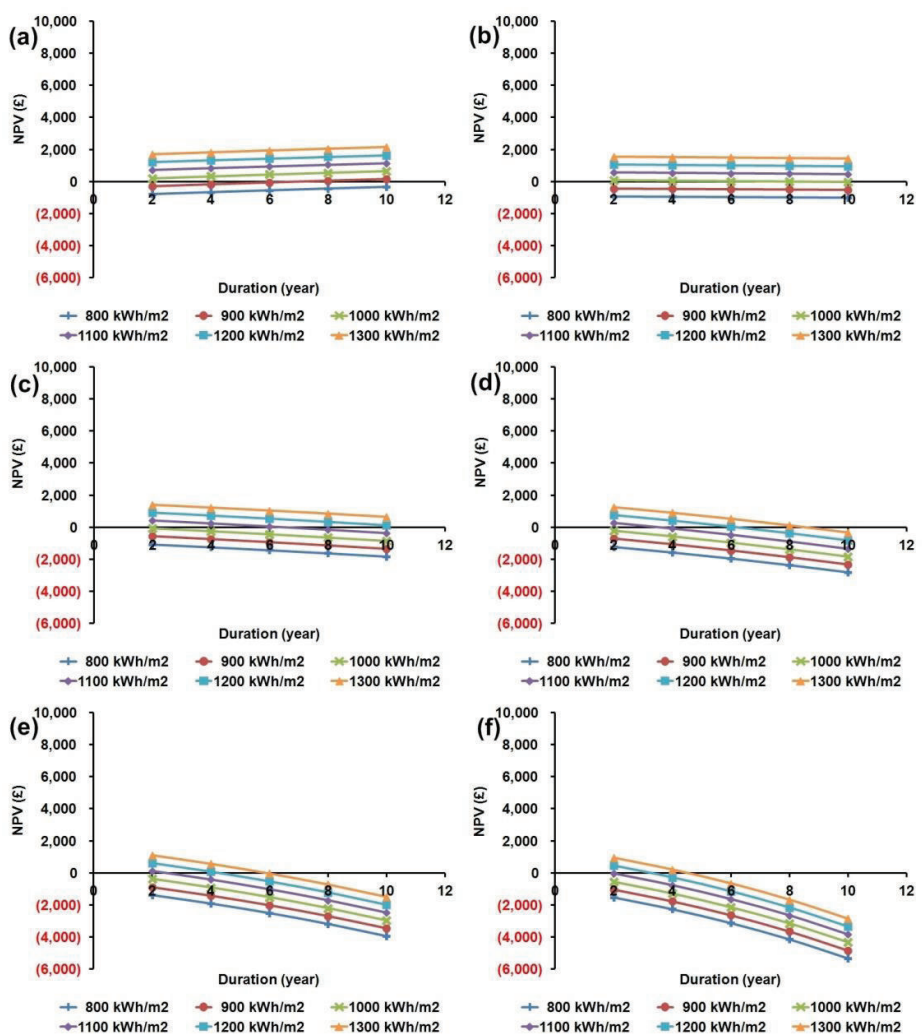 (a)
10,000
8,000
6,000
4,000
2,000
0
(2,000)
(4,000)
(6,000)
NPV (£)
0 2 4 6 8 10 12
Duration (year)
800 kWh/m2 900 kWh/m2 1000 kWh/m2
1100 kWh/m2 1200 kWh/m2 1300 kWh/m2
(b)
10,000
8,000
6,000
4,000
2,000
0
(2,000)
(4,000)
(6,000)
NPV (£)
0 2 4 6 8 10 12
Duration (year)
800 kWh/m2 900 kWh/m2 1000 kWh/m2
1100 kWh/m2 1200 kWh/m2 1300 kWh/m2
(c)
10,000
8,000
6,000
4,000
2,000
0
(2,000)
(4,000)
(6,000)
NPV (£)
0 2 4 6 8 10 12
Duration (year)
800 kWh/m2 900 kWh/m2 1000 kWh/m2
1100 kWh/m2 1200 kWh/m2 1300 kWh/m2
(d)
10,000
8,000
6,000
4,000
2,000
0
(2,000)
(4,000)
(6,000)
NPV (£)
0 2 4 6 8 10 12
Duration (year)
800 kWh/m2 900 kWh/m2 1000 kWh/m2
1100 kWh/m2 1200 kWh/m2 1300 kWh/m2
(e)
10,000
8,000
6,000
4,000
2,000
0
(2,000)
(4,000)
(6,000)
NPV (£)
0 2 4 6 8 10 12
Duration (year)
800 kWh/m2 900 kWh/m2 1000 kWh/m2
1100 kWh/m2 1200 kWh/m2 1300 kWh/m2
(f)
10,000
8,000
6,000
4,000
2,000
0
(2,000)
(4,000)
(6,000)
NPV (£)
0 2 4 6 8 10 12
Duration (year)
800 kWh/m2 900 kWh/m2 1000 kWh/m2
1100 kWh/m2 1200 kWh/m2 1300 kWh/m2